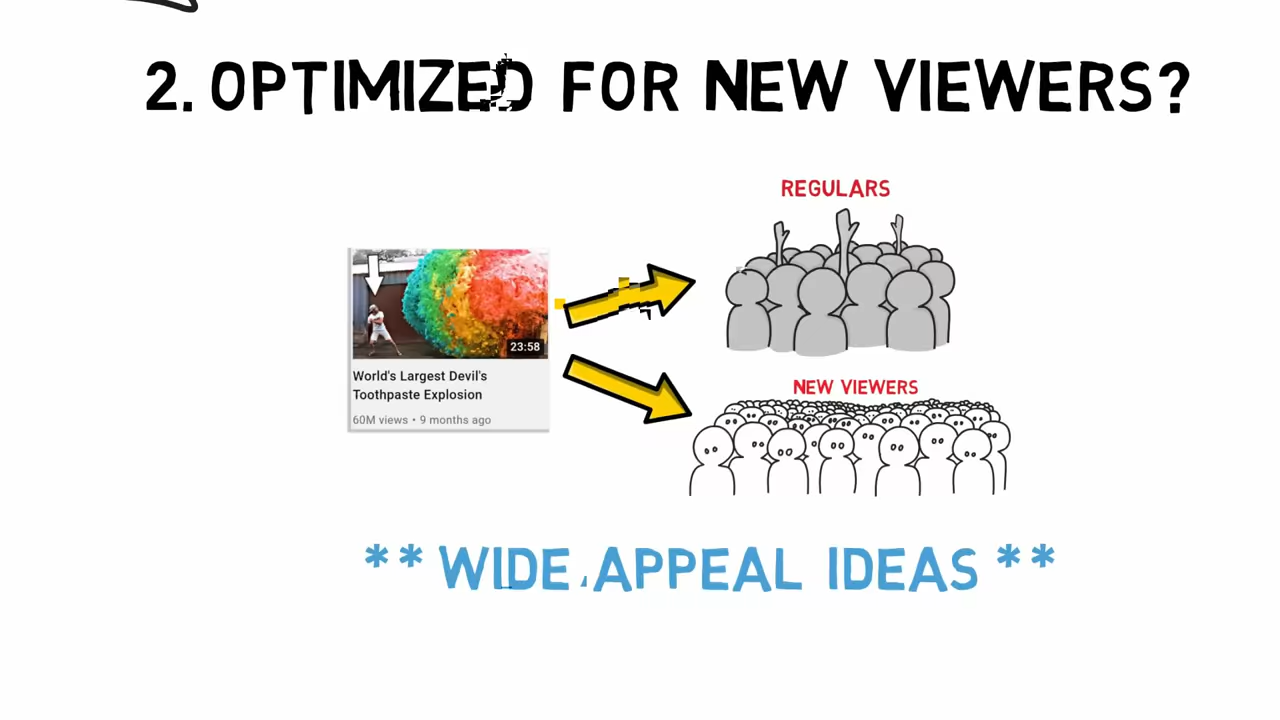 2. OPTIMIZED FOR NEW VIEWERS?
REGULARS
23:58
World's Largest Devil's
Toothpaste Explosion
60M views • 9 months ago
NEW VIEWERS
** WIDE APPEAL IDEAS **